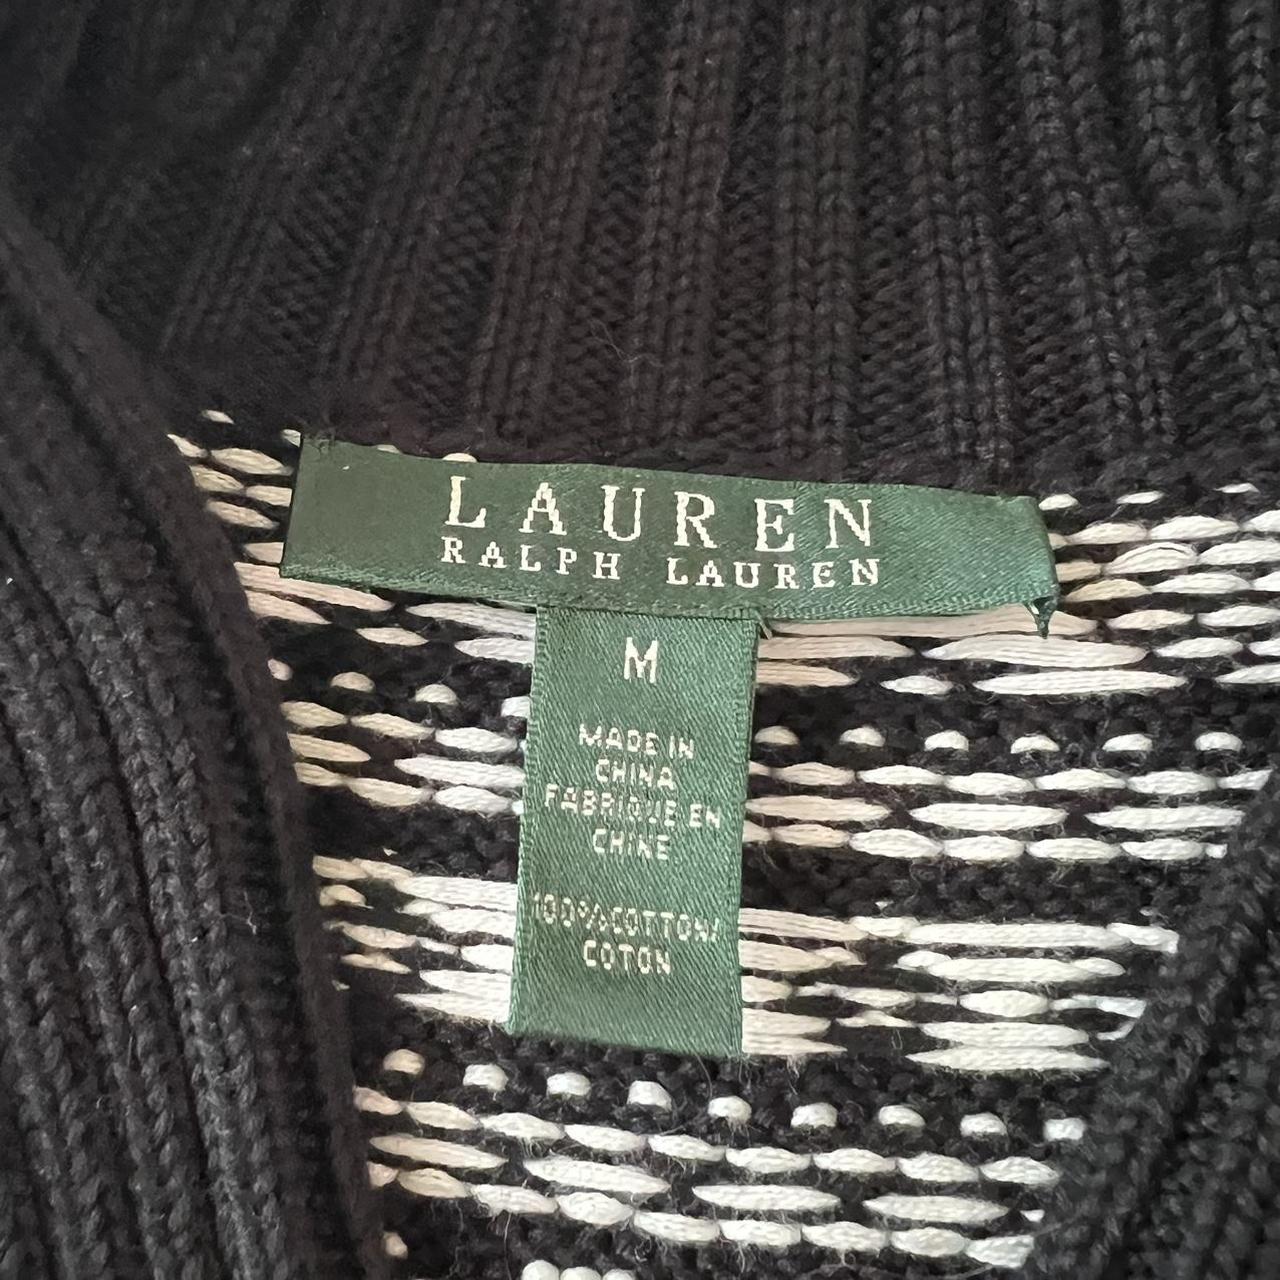 LAUREN
RALPH LAUREN
M
MADE IN
CHINA
FABRIQUE EN
CHINE
100%COTTON/
COTON